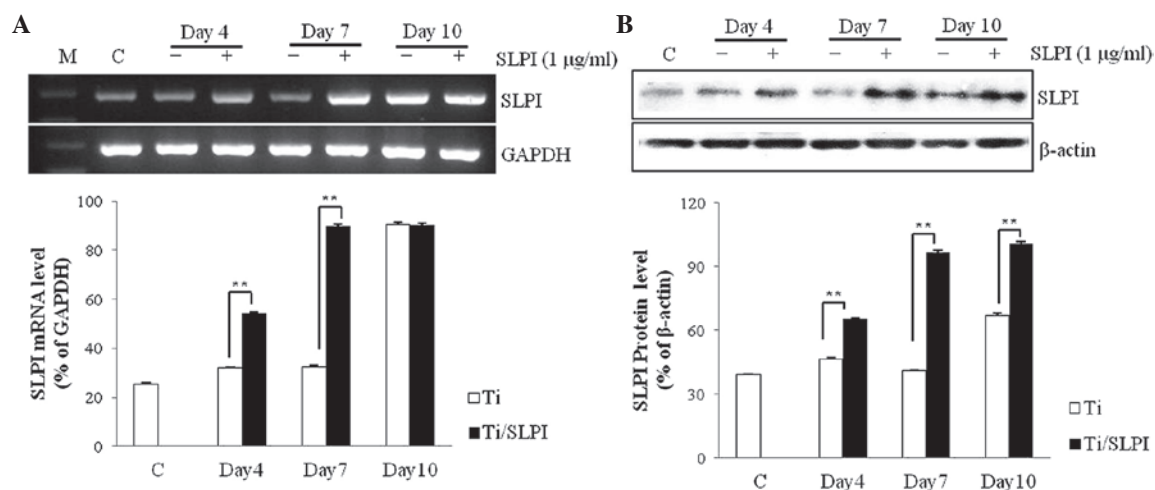 A
Day 4 Day 7 Day 10
M C − + − + − + SLPI (1 µg/ml)
SLPI
GAPDH
100
80
60
40
20
0
SLPI mRNA level
(% of GAPDH)
** **
Ti
Ti/SLPI
C Day4 Day7 Day10
B
Day 4 Day 7 Day 10
C − + − + − + SLPI (1 µg/ml)
SLPI
β-actin
120
90
60
30
0
SLPI Protein level
(% of β-actin)
** ** **
Ti
Ti/SLPI
C Day4 Day7 Day10